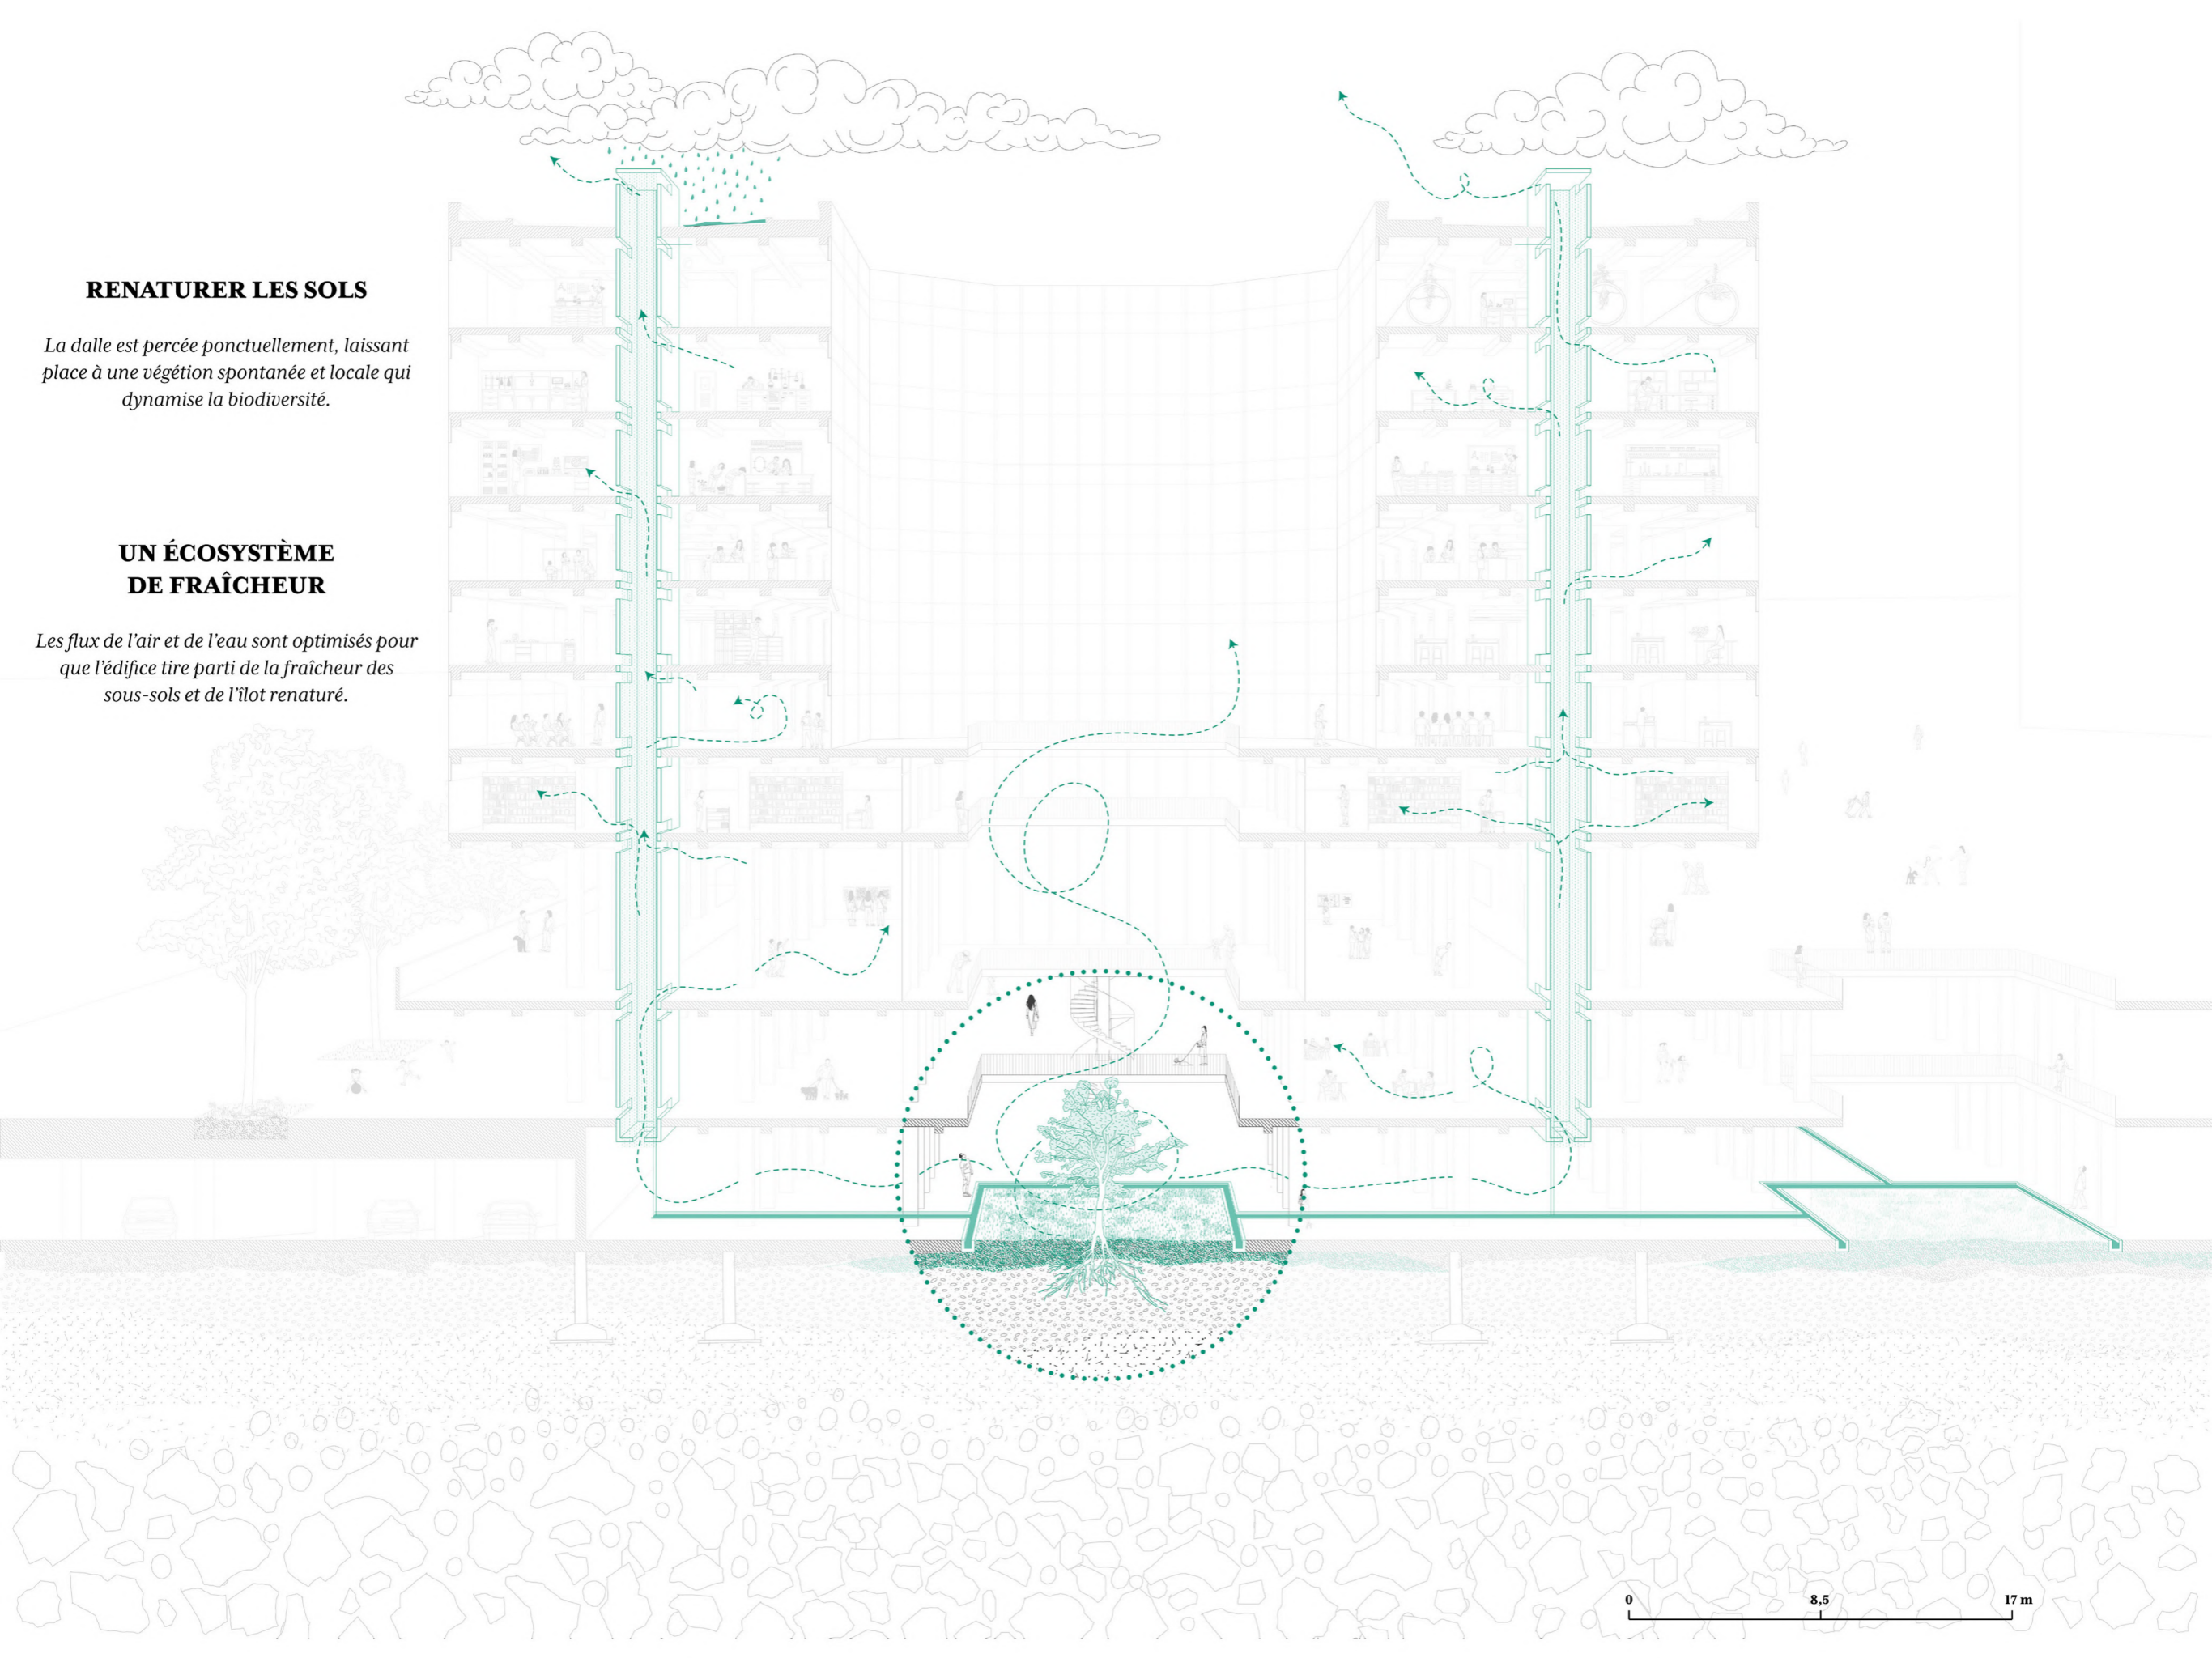 RENATURER LES SOLS
La dalle est percée ponctuellement, laissant
place à une végétion spontanée et locale qui
dynamise la biodiversité.
UN ÉCOSYSTÈME
DE FRAÎCHEUR
Les flux de l'air et de l'eau sont optimisés pour
que l'édifice tire parti de la fraîcheur des
sous-sols et de l'îlot renaturé.
0 8,5 17 m